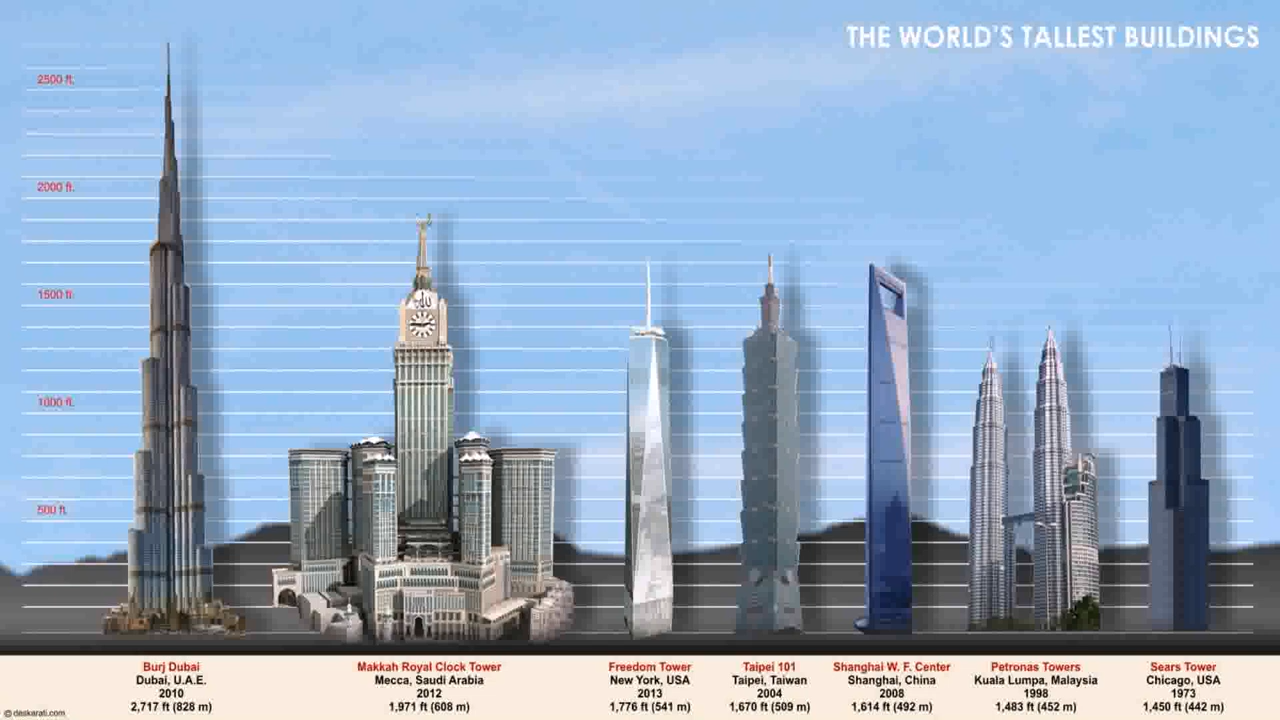 THE WORLD'S TALLEST BUILDINGS
2500 ft.
2000 ft.
1500 ft.
1000 ft.
500 ft.
Burj Dubai
Dubai, U.A.E.
2010
2,717 ft (828 m)
Makkah Royal Clock Tower
Mecca, Saudi Arabia
2012
1,971 ft (608 m)
Freedom Tower
New York, USA
2013
1,776 ft (541 m)
Taipei 101
Taipei, Taiwan
2004
1,670 ft (509 m)
Shanghai W. F. Center
Shanghai, China
2008
1,614 ft (492 m)
Petronas Towers
Kuala Lumpa, Malaysia
1998
1,483 ft (452 m)
Sears Tower
Chicago, USA
1973
1,450 ft (442 m)
© deskarati.com